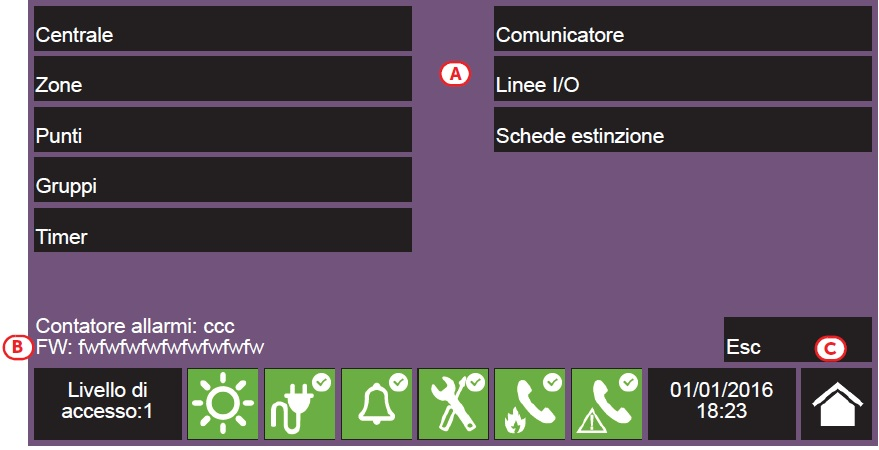 Centrale
Zone
Punti
Gruppi
Timer
Comunicatore
Linee I/O
Schede estinzione
A
Contatore allarmi: ccc
B
FW: fwfwfwfwfwfwfwfwfw
Esc
C
Livello di
accesso:1
01/01/2016
18:23